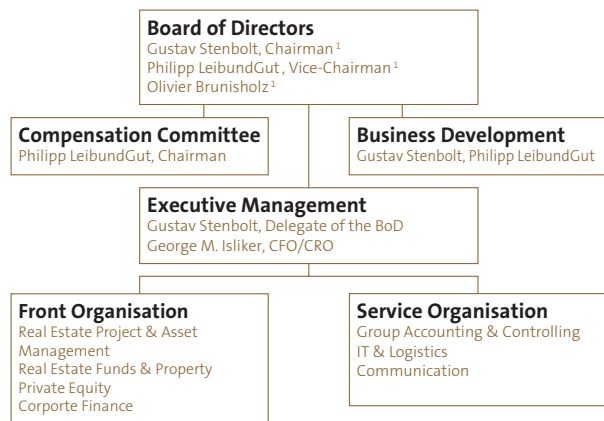 Board of Directors
Gustav Stenbolt, Chairman ¹
Philipp LeibundGut, Vice-Chairman ¹
Olivier Brunisholz ¹
Compensation Committee
Philipp LeibundGut, Chairman
Business Development
Gustav Stenbolt, Philipp LeibundGut
Executive Management
Gustav Stenbolt, Delegate of the BoD
George M. Isliker, CFO/CRO
Front Organisation
Real Estate Project & Asset
Management
Real Estate Funds & Property
Private Equity
Corporte Finance
Service Organisation
Group Accounting & Controlling
IT & Logistics
Communication